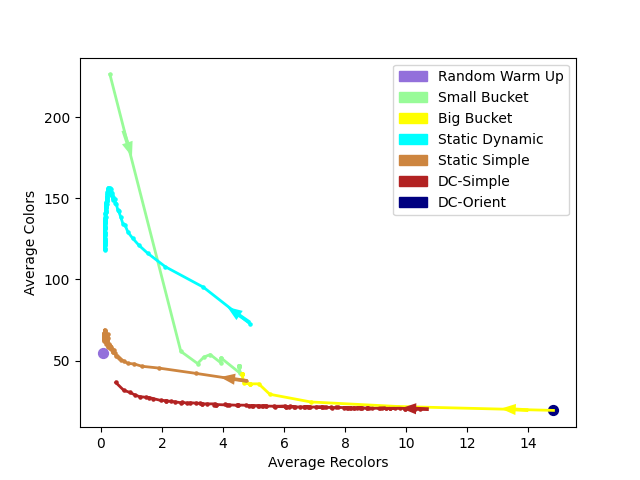 Random Warm Up
Small Bucket
Big Bucket
Static Dynamic
Static Simple
DC-Simple
DC-Orient
200
150
100
50
Average Colors
0 2 4 6 8 10 12 14
Average Recolors